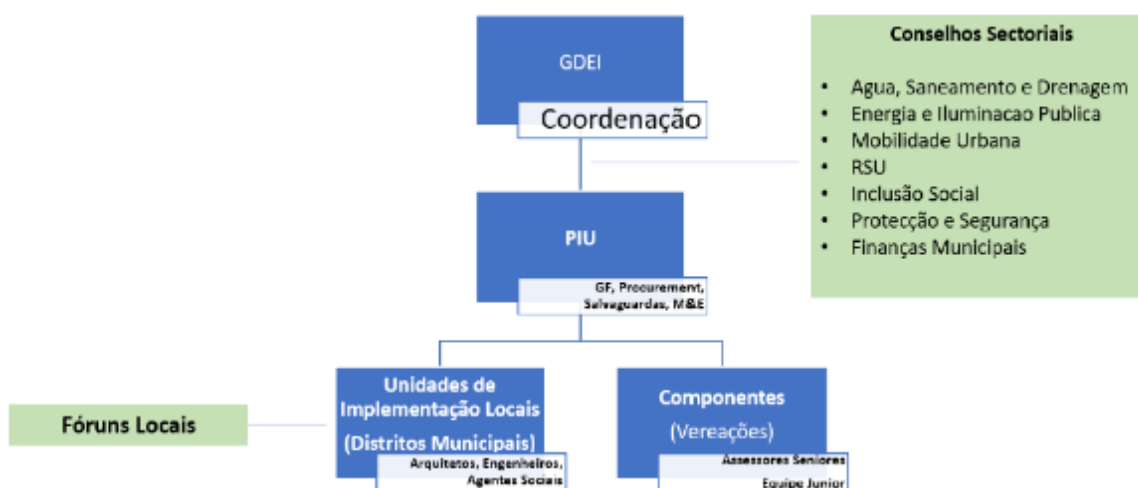 GDEI
Coordenação
Conselhos Sectoriais
• Agua, Saneamento e Drenagem
• Energia e Iluminacao Publica
• Mobilidade Urbana
• RSU
• Inclusão Social
• Protecção e Segurança
• Finanças Municipais
PIU
GF, Procurement,
Salvaguardas, M&E
Fóruns Locais
Unidades de
Implementação Locais
(Distritos Municipais)
Arquitetos, Engenheiros,
Agentes Sociais
Componentes
(Vereações)
Assessores Seniores
Equipe Junior